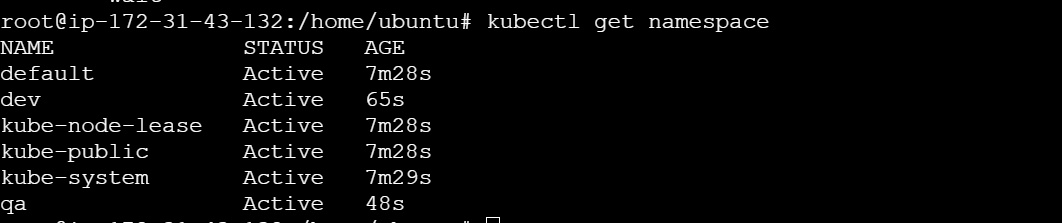 root@ip-172-31-43-132:/home/ubuntu# kubectl get namespace
NAME              STATUS   AGE
default           Active   7m28s
dev               Active   65s
kube-node-lease   Active   7m28s
kube-public       Active   7m28s
kube-system       Active   7m29s
qa                Active   48s